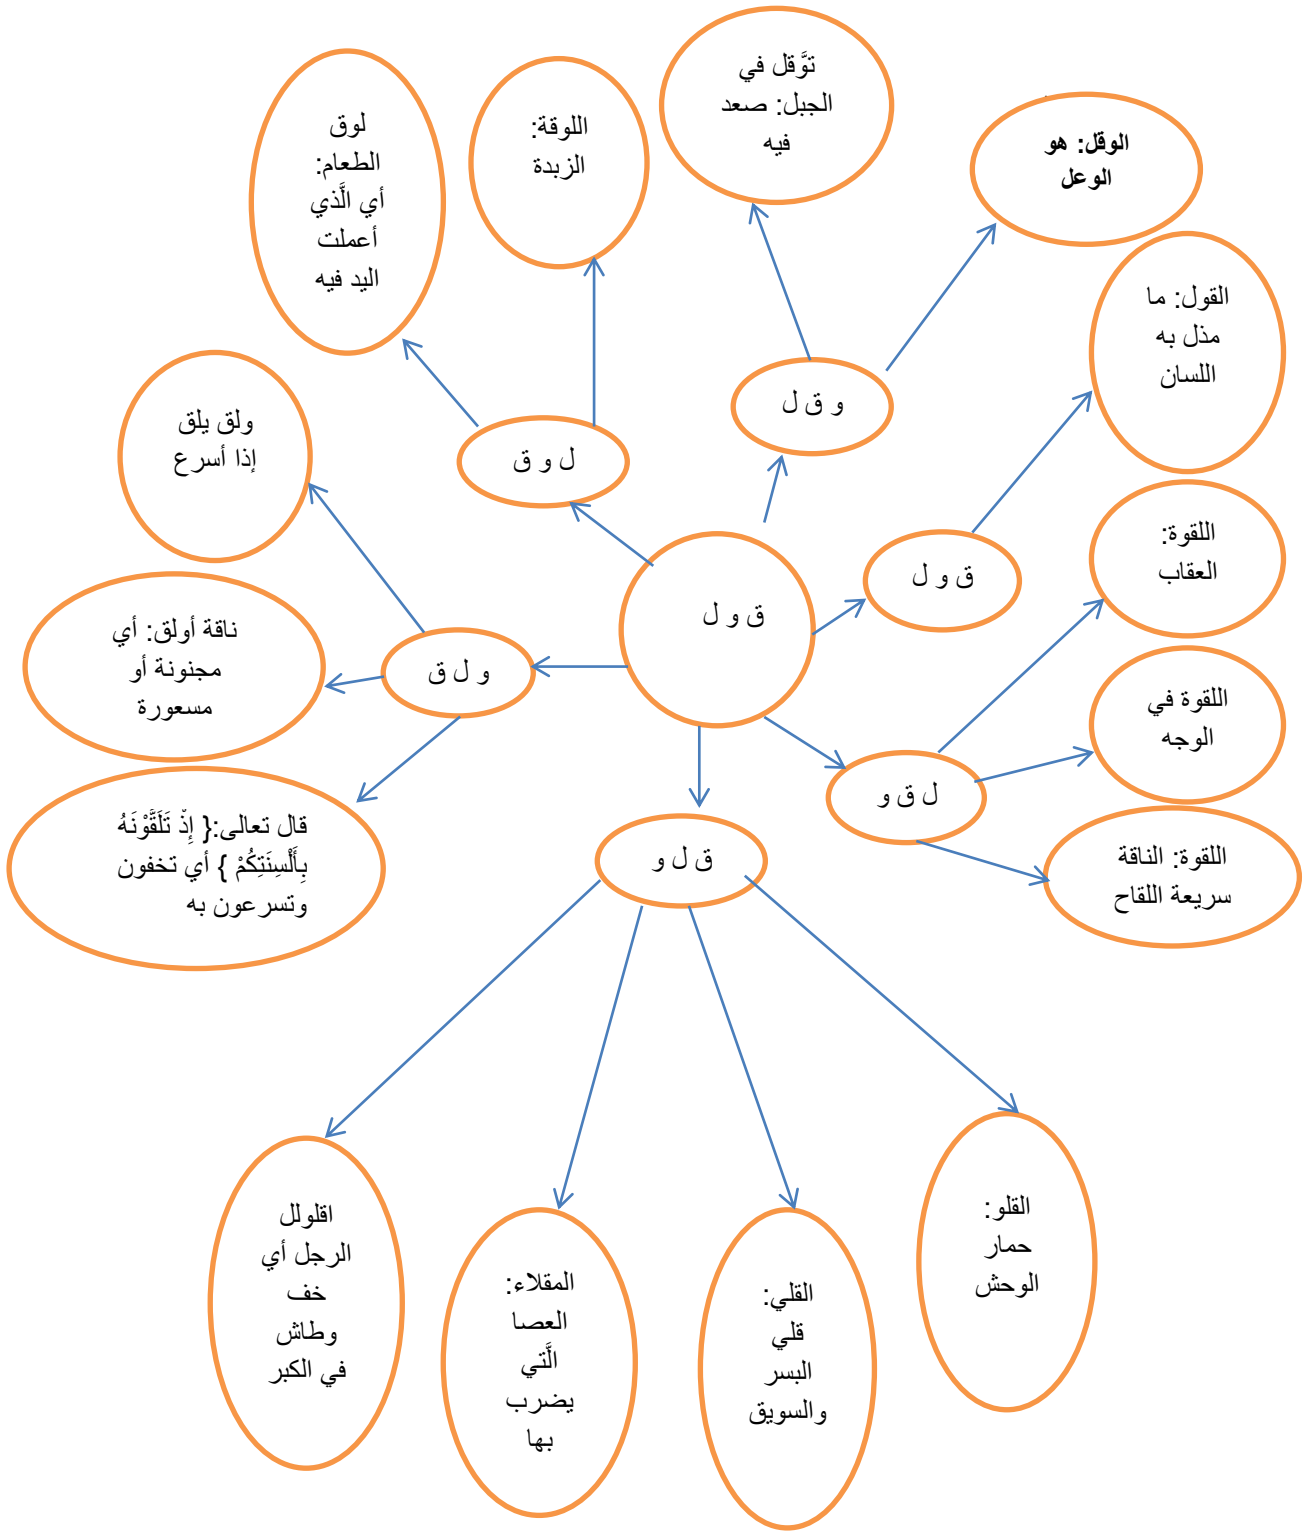 توَّقل في
الجبل: صعد
فيه
الوقل: هو
الوعل
اللوقة:
الزبدة
لوق
الطعام:
أي الَّذي
أعملت
اليد فيه
القول: ما
مذل به
اللسان
و ق ل
ل و ق
ولق يلق
إذا أسرع
اللقوة:
العقاب
ق و ل
ق و ل
ناقة أولق: أي
مجنونة أو
مسعورة
و ل ق
اللقوة في
الوجه
ل ق و
قال تعالى:{ إِذْ تَلَقَّوْنَهُ
بِأَلْسِنَتِكُمْ } أي تخفون
وتسرعون به
ق ل و
اللقوة: الناقة
سريعة اللقاح
القلو:
حمار
الوحش
القلي:
قلي
البسر
والسويق
المقلاء:
العصا
الَّتي
يضرب
بها
اقلولل
الرجل أي
خف
وطاش
في الكبر